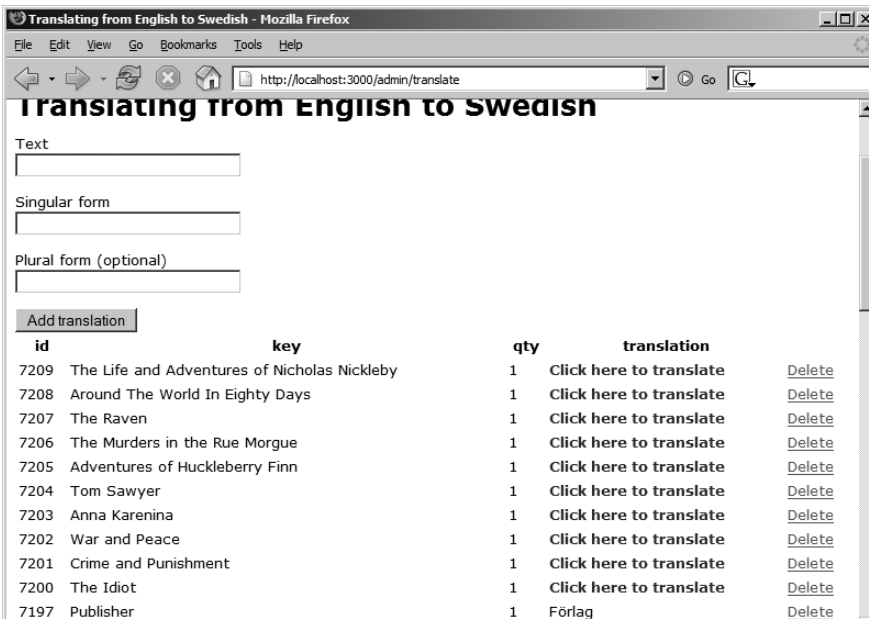 Translating from English to Swedish - Mozilla Firefox
File Edit View Go Bookmarks Tools Help
http://localhost:3000/admin/translate Go G
Translating from English to Swedish
Text
Singular form
Plural form (optional)
Add translation
id key qty translation
7209 The Life and Adventures of Nicholas Nickleby 1 Click here to translate Delete
7208 Around The World In Eighty Days 1 Click here to translate Delete
7207 The Raven 1 Click here to translate Delete
7206 The Murders in the Rue Morgue 1 Click here to translate Delete
7205 Adventures of Huckleberry Finn 1 Click here to translate Delete
7204 Tom Sawyer 1 Click here to translate Delete
7203 Anna Karenina 1 Click here to translate Delete
7202 War and Peace 1 Click here to translate Delete
7201 Crime and Punishment 1 Click here to translate Delete
7200 The Idiot 1 Click here to translate Delete
7197 Publisher 1 Förlag Delete